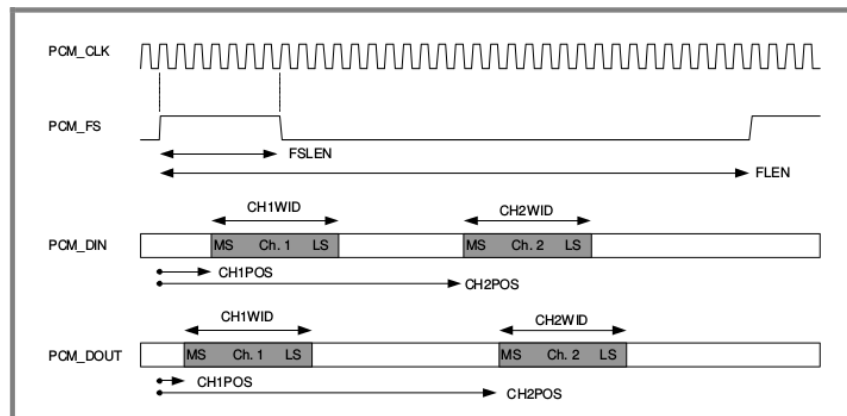 PCM_CLK
PCM_FS
FSLEN
FLEN
CH1WID CH2WID
PCM_DIN MS Ch. 1 LS MS Ch. 2 LS
CH1POS
CH2POS
CH1WID CH2WID
PCM_DOUT MS Ch. 1 LS MS Ch. 2 LS
CH1POS
CH2POS